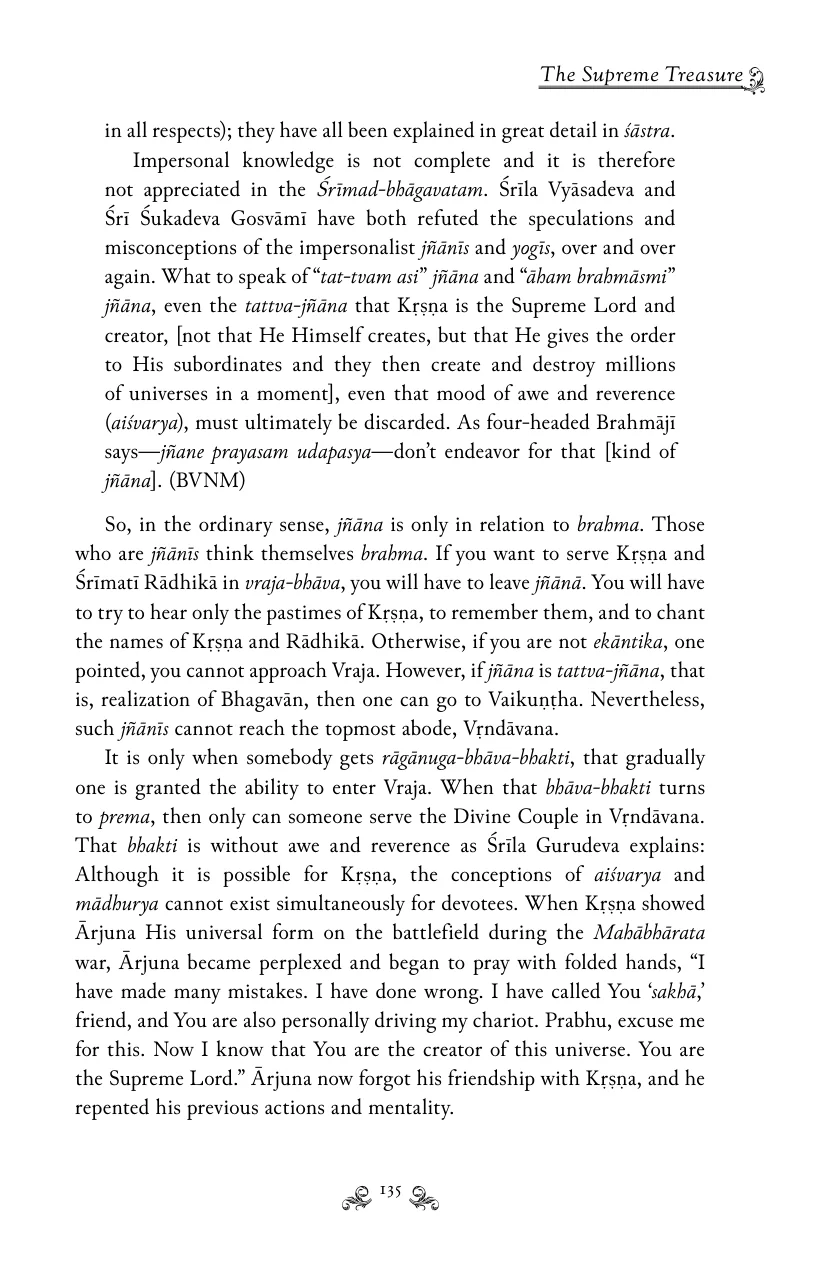 The Supreme Treasure
in all respects); they have all been explained in great detail in śāstra.
Impersonal knowledge is not complete and it is therefore
not appreciated in the Śrīmad-bhāgavatam. Śrīla Vyāsadeva and
Śrī Śukadeva Gosvāmī have both refuted the speculations and
misconceptions of the impersonalist jñānīs and yogīs, over and over
again. What to speak of “tat-tvam asi” jñāna and “āham brahmāsmi”
jñāna, even the tattva-jñāna that Kṛṣṇa is the Supreme Lord and
creator, [not that He Himself creates, but that He gives the order
to His subordinates and they then create and destroy millions
of universes in a moment], even that mood of awe and reverence
(aiśvarya), must ultimately be discarded. As four-headed Brahmājī
says—jñane prayasam udapasya—don’t endeavor for that [kind of
jñāna]. (BVNM)
So, in the ordinary sense, jñāna is only in relation to brahma. Those
who are jñānīs think themselves brahma. If you want to serve Kṛṣṇa and
Śrīmatī Rādhikā in vraja-bhāva, you will have to leave jñānā. You will have
to try to hear only the pastimes of Kṛṣṇa, to remember them, and to chant
the names of Kṛṣṇa and Rādhikā. Otherwise, if you are not ekāntika, one
pointed, you cannot approach Vraja. However, if jñāna is tattva-jñāna, that
is, realization of Bhagavān, then one can go to Vaikuṇṭha. Nevertheless,
such jñānīs cannot reach the topmost abode, Vṛndāvana.
It is only when somebody gets rāgānuga-bhāva-bhakti, that gradually
one is granted the ability to enter Vraja. When that bhāva-bhakti turns
to prema, then only can someone serve the Divine Couple in Vṛndāvana.
That bhakti is without awe and reverence as Śrīla Gurudeva explains:
Although it is possible for Kṛṣṇa, the conceptions of aiśvarya and
mādhurya cannot exist simultaneously for devotees. When Kṛṣṇa showed
Ārjuna His universal form on the battlefield during the Mahābhārata
war, Ārjuna became perplexed and began to pray with folded hands, “I
have made many mistakes. I have done wrong. I have called You ‘sakhā,’
friend, and You are also personally driving my chariot. Prabhu, excuse me
for this. Now I know that You are the creator of this universe. You are
the Supreme Lord.” Ārjuna now forgot his friendship with Kṛṣṇa, and he
repented his previous actions and mentality.
135